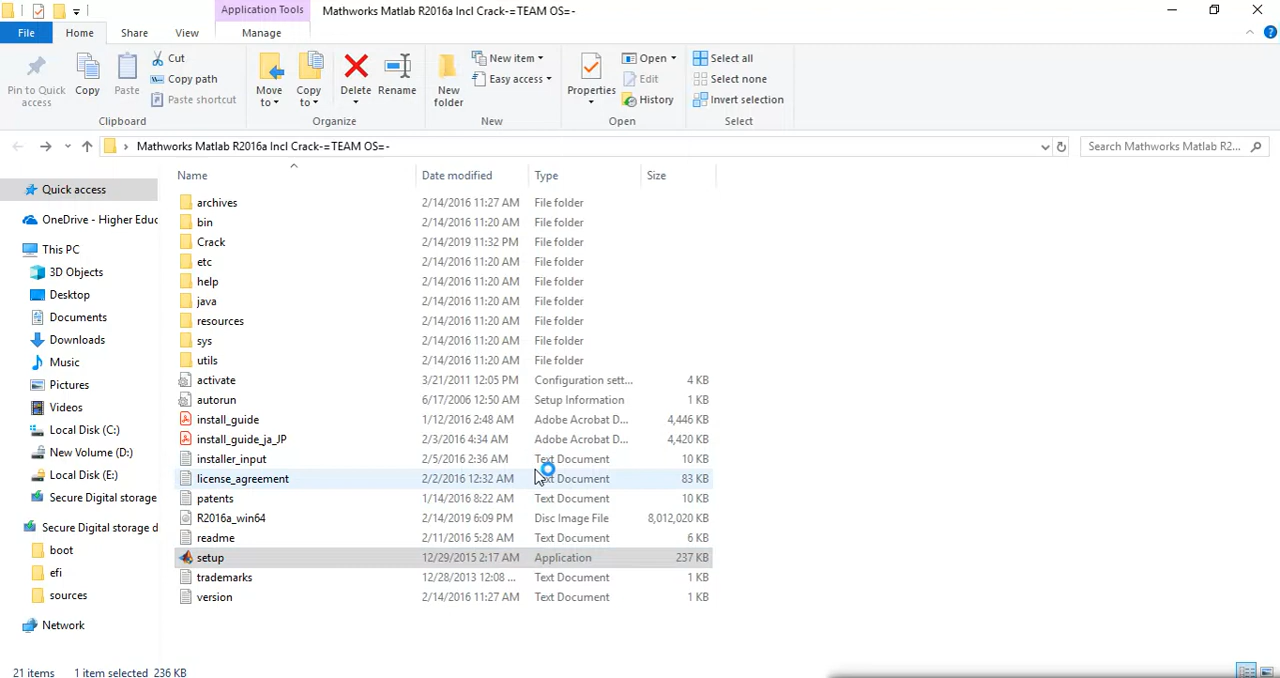 Application Tools Mathworks Matlab R2016a Incl Crack-=TEAM OS=-
File Home Share View Manage
Pin to Quick access
Copy
Paste
Cut
Copy path
Paste shortcut
Clipboard
Move to
Copy to
Delete
Rename
Organize
New folder
New item
Easy access
New
Properties
Open
Edit
History
Open
Select all
Select none
Invert selection
Select
Mathworks Matlab R2016a Incl Crack-=TEAM OS=-
Search Mathworks Matlab R2...
Quick access
OneDrive - Higher Educ
This PC
3D Objects
Desktop
Documents
Downloads
Music
Pictures
Videos
Local Disk (C:)
New Volume (D:)
Local Disk (E:)
Secure Digital storage
Secure Digital storage d
boot
efi
sources
Network
Name Date modified Type Size
archives 2/14/2016 11:27 AM File folder
bin 2/14/2016 11:20 AM File folder
Crack 2/14/2019 11:32 PM File folder
etc 2/14/2016 11:20 AM File folder
help 2/14/2016 11:20 AM File folder
java 2/14/2016 11:20 AM File folder
resources 2/14/2016 11:20 AM File folder
sys 2/14/2016 11:20 AM File folder
utils 2/14/2016 11:20 AM File folder
activate 3/21/2011 12:05 PM Configuration sett... 4 KB
autorun 6/17/2006 12:50 AM Setup Information 1 KB
install_guide 1/12/2016 2:48 AM Adobe Acrobat D... 4,446 KB
install_guide_ja_JP 2/3/2016 4:34 AM Adobe Acrobat D... 4,420 KB
installer_input 2/5/2016 2:36 AM Text Document 10 KB
license_agreement 2/2/2016 12:32 AM Text Document 83 KB
patents 1/14/2016 8:22 AM Text Document 10 KB
R2016a_win64 2/14/2019 6:09 PM Disc Image File 8,012,020 KB
readme 2/11/2016 5:28 AM Text Document 6 KB
setup 12/29/2015 2:17 AM Application 237 KB
trademarks 12/28/2013 12:08 ... Text Document 1 KB
version 2/14/2016 11:27 AM Text Document 1 KB
21 items 1 item selected 236 KB